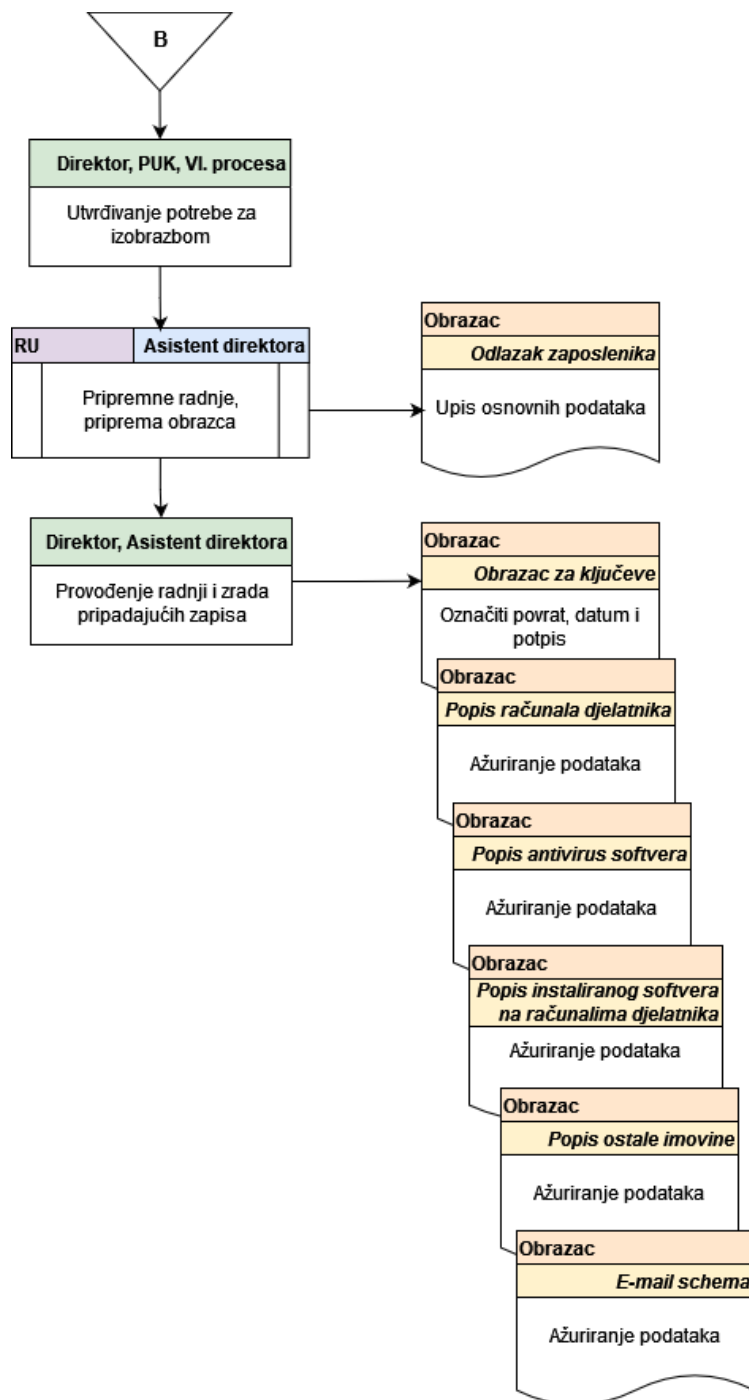 B
Direktor, PUK, VI. procesa
Utvrđivanje potrebe za
izobrazbom
RU
Asistent direktora
Pripremne radnje,
priprema obrazca
Obrazac
Odlazak zaposlenika
Upis osnovnih podataka
Direktor, Asistent direktora
Provođenje radnji i zrada
pripadajućih zapisa
Obrazac
Obrazac za ključeve
Označiti povrat, datum i
potpis
Obrazac
Popis računala djelatnika
Ažuriranje podataka
Obrazac
Popis antivirus softvera
Ažuriranje podataka
Obrazac
Popis instaliranog softvera
na računalima djelatnika
Ažuriranje podataka
Obrazac
Popis ostale imovine
Ažuriranje podataka
Obrazac
E-mail schema
Ažuriranje podataka